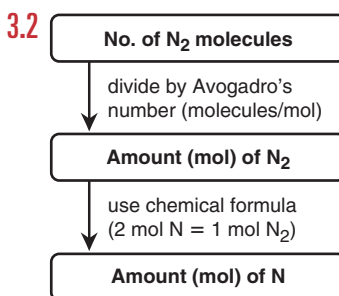 3.2
No. of N₂ molecules
divide by Avogadro's
number (molecules/mol)
Amount (mol) of N₂
use chemical formula
(2 mol N = 1 mol N₂)
Amount (mol) of N